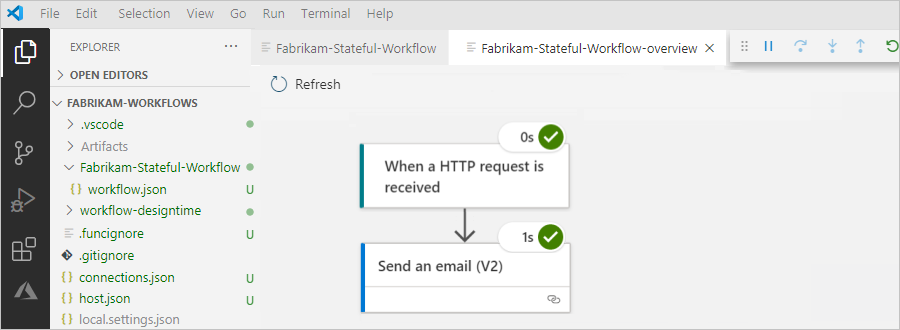 File Edit Selection View Go Run Terminal Help
EXPLORER ...
Fabrikam-Stateful-Workflow
Fabrikam-Stateful-Workflow-overview
OPEN EDITORS
Refresh
FABRIKAM-WORKFLOWS
.vscode
Artifacts
Fabrikam-Stateful-Workflow
{} workflow.json U
workflow-designtime
.funcignore U
.gitignore
{} connections.json U
{} host.json U
{} local.settings.json
0s
When a HTTP request is
received
1s
Send an email (V2)